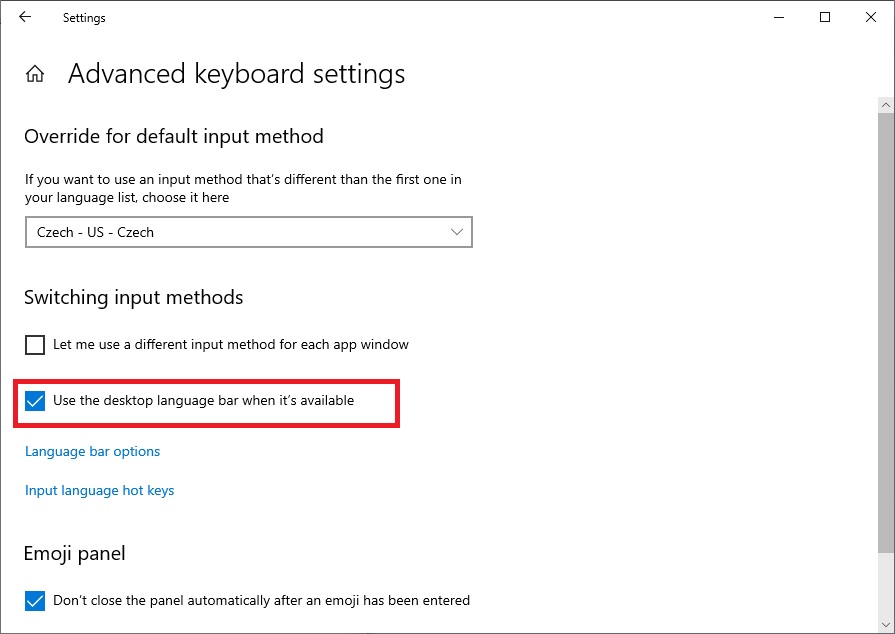 Settings
Advanced keyboard settings
Override for default input method
If you want to use an input method that's different than the first one in
your language list, choose it here
Czech - US - Czech
Switching input methods
Let me use a different input method for each app window
Use the desktop language bar when it's available
Language bar options
Input language hot keys
Emoji panel
Don't close the panel automatically after an emoji has been entered